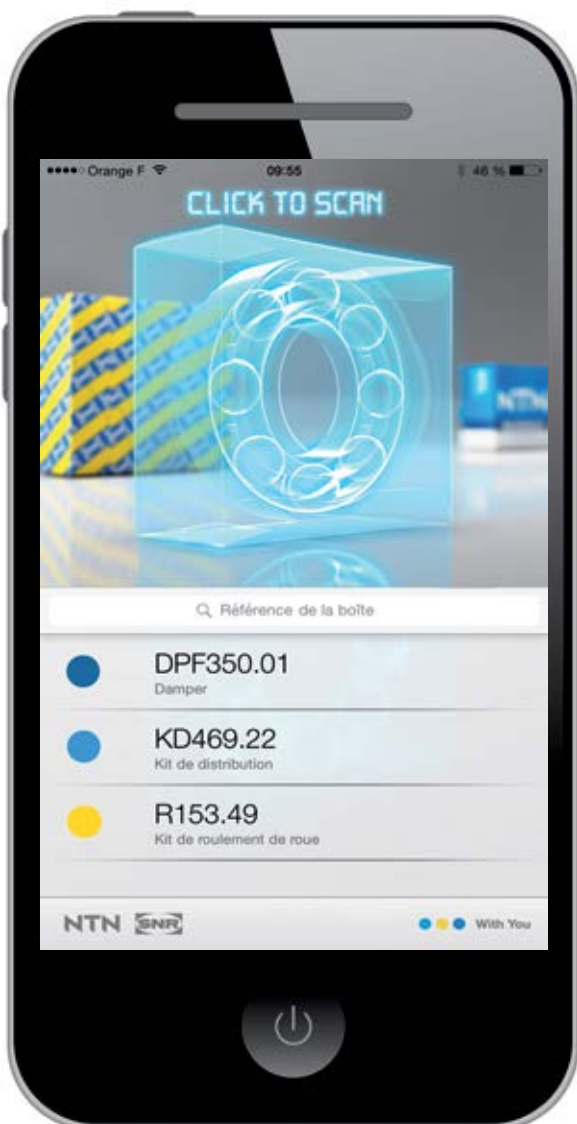 Orange F 09:55 46 %
CLICK TO SCAN
NTN
Référence de la boîte
DPF350.01
Damper
KD469.22
Kit de distribution
R153.49
Kit de roulement de roue
NTN SNR With You